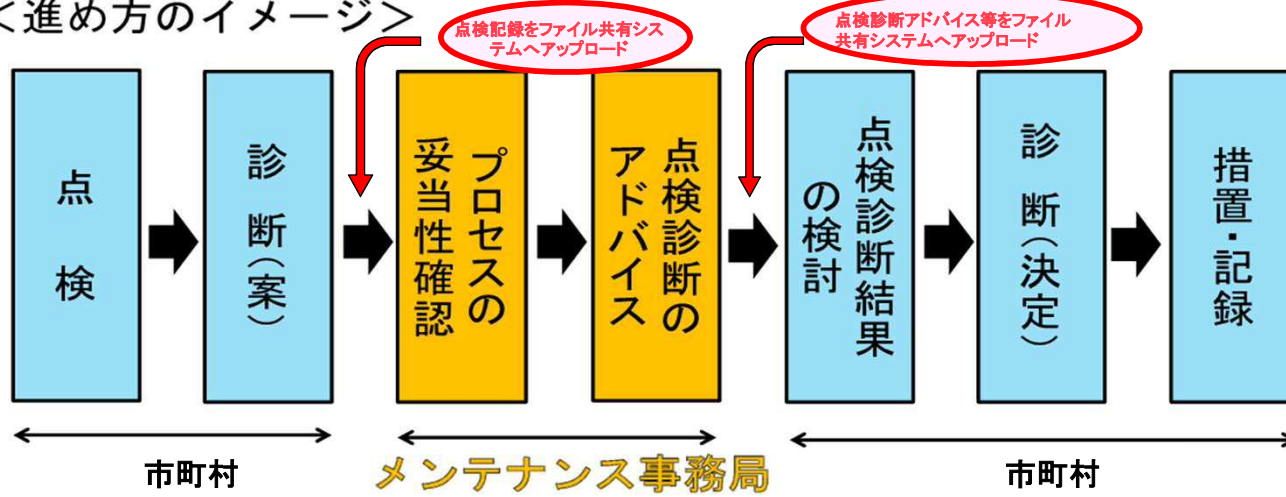 ＜進め方のイメージ＞
点検記録をファイル共有シス
テムへアップロード
点検診断アドバイス等をファイル
共有システムへアップロード
点検
診断（案）
プロセスの
妥当性確認
点検診断の
アドバイス
点検診断結果
の検討
診断（決定）
措置・記録
市町村
メンテナンス事務局
市町村